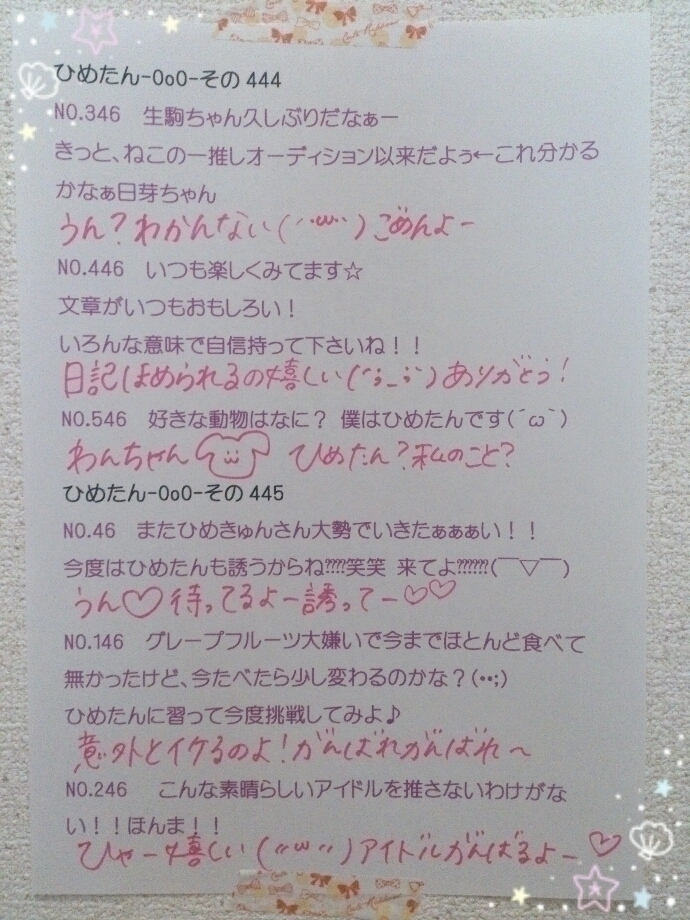 ひめたん-OoO-その444
NO.346 生駒ちゃん久しぶりだなぁー
きっと、ねこの一推しオーディション以来だよぅ←これ分かる
かなぁ日芽ちゃん
うん?わかんない(´･ω･`)ごめんよー
NO.446 いつも楽しくみてます☆
文章がいつもおもしろい!
いろんな意味で自信持って下さいね!!
日記ほめられるの嬉しい(´;_;`)ありがとう!
NO.546 好きな動物はなに? 僕はひめたんです(´ω`)
わんちゃん ひめたん?私のこと?
ひめたん-OoO-その445
NO.46 またひめきゅんさん大勢でいきたぁぁぁい!!
今度はひめたんも誘うからね????笑笑 来てよ??????(￣▽￣)
うん♡待ってるよー誘ってー♡♡
NO.146 グレープフルーツ大嫌いで今までほとんど食べて
無かったけど、今たべたら少し変わるのかな?(••;)
ひめたんに習って今度挑戦してみよ♪
意外とイケるのよ!がんばれがんばれ～
NO.246 こんな素晴らしいアイドルを推さないわけがな
い!!ほんま!!
ひゃー嬉しい(〃ω〃)アイドルがんばるよー♡